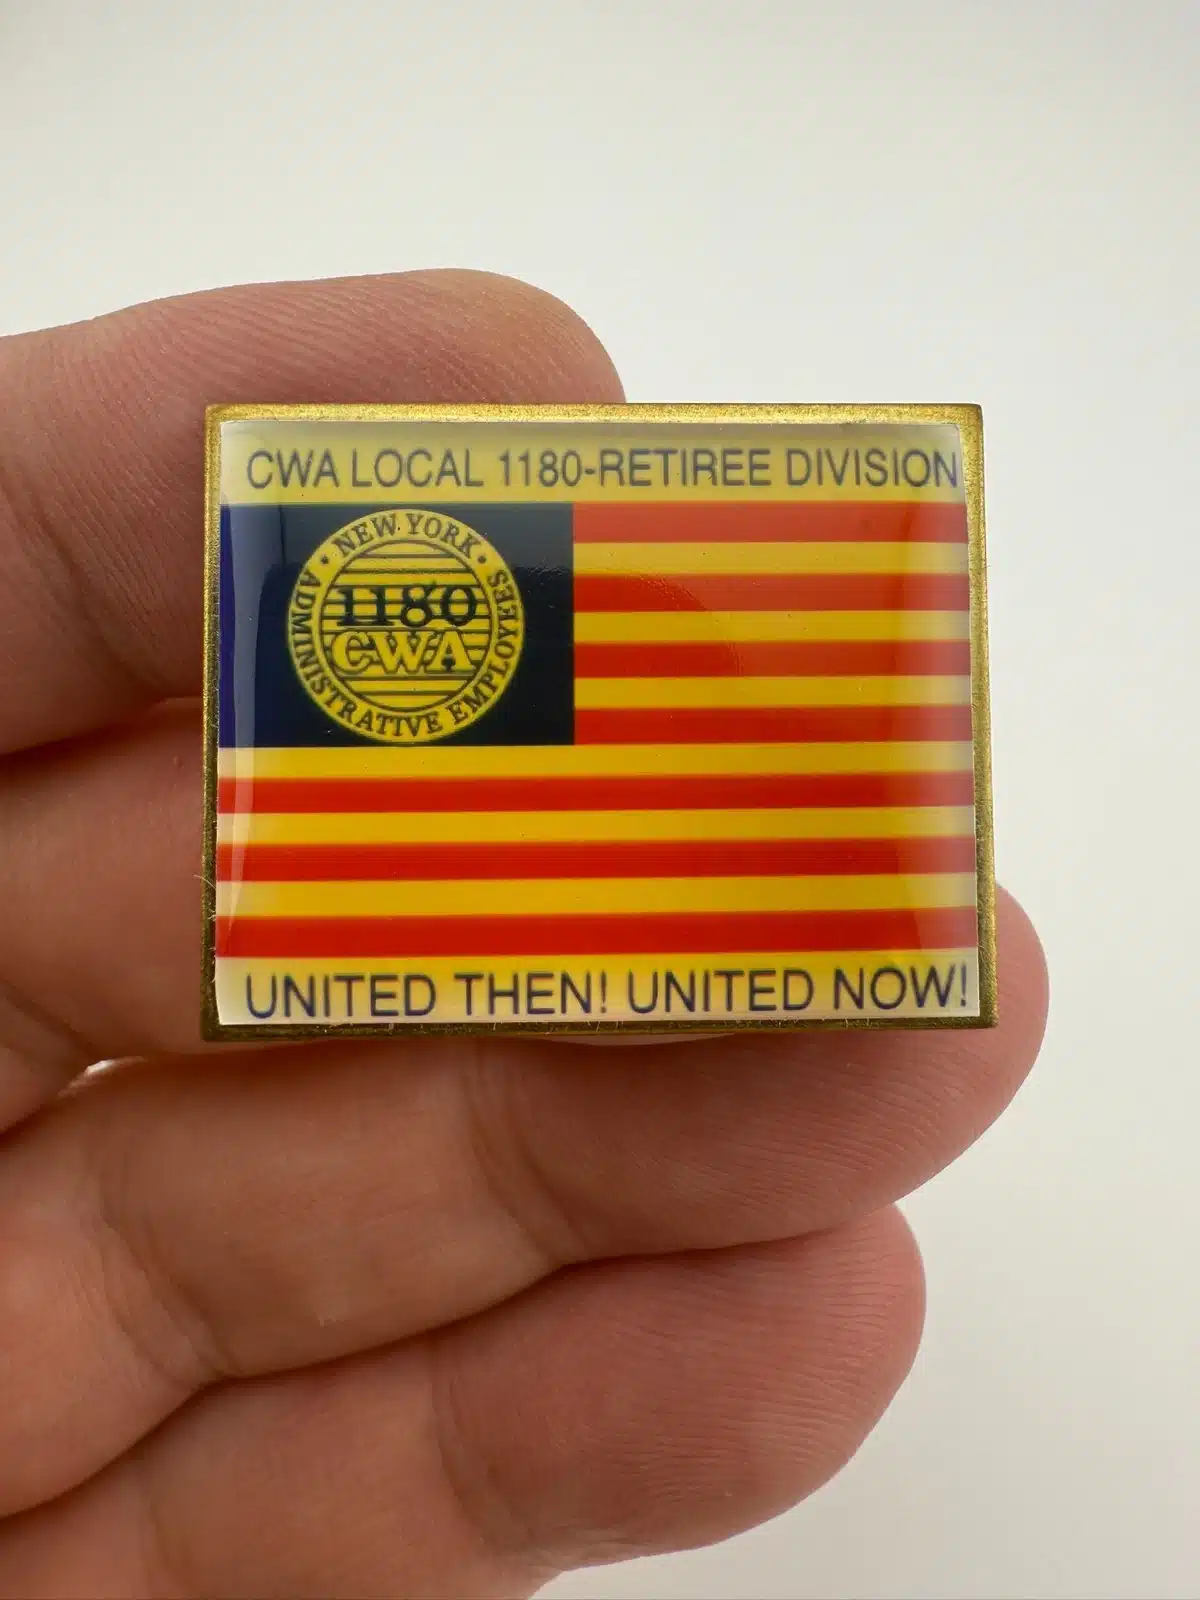 CWA LOCAL 1180-RETIREE DIVISION
• NEW YORK •
ADMINISTRATIVE EMPLOYEES
1180
CWA
UNITED THEN! UNITED NOW!